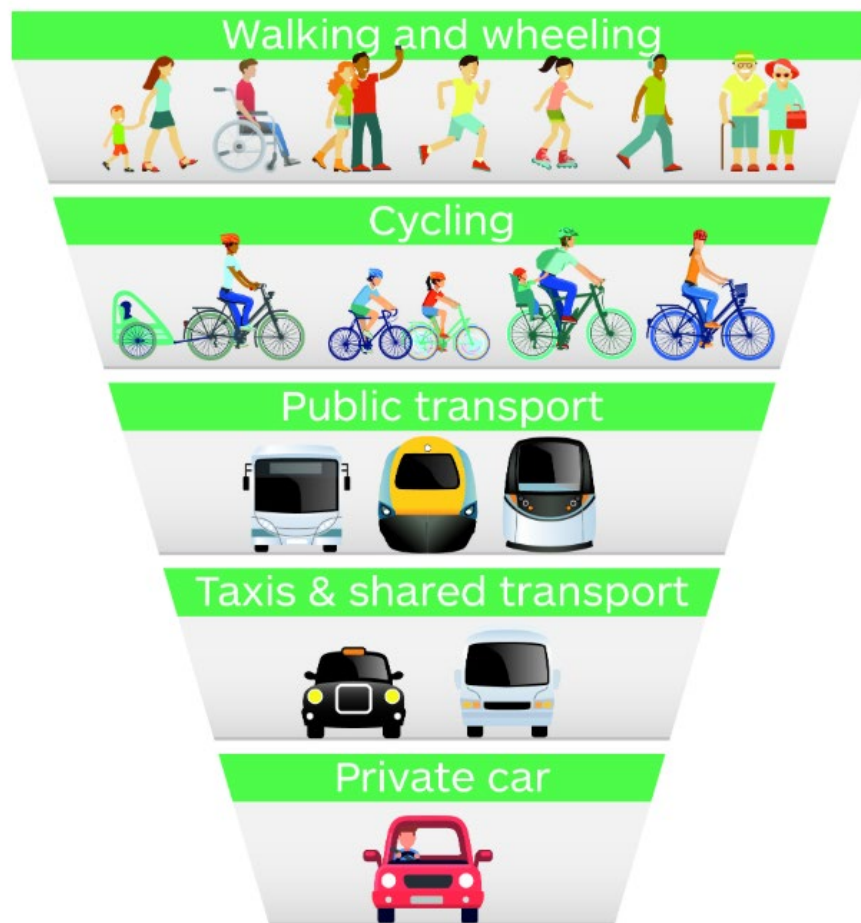 Walking and wheeling
Cycling
Public transport
Taxis & shared transport
Private car